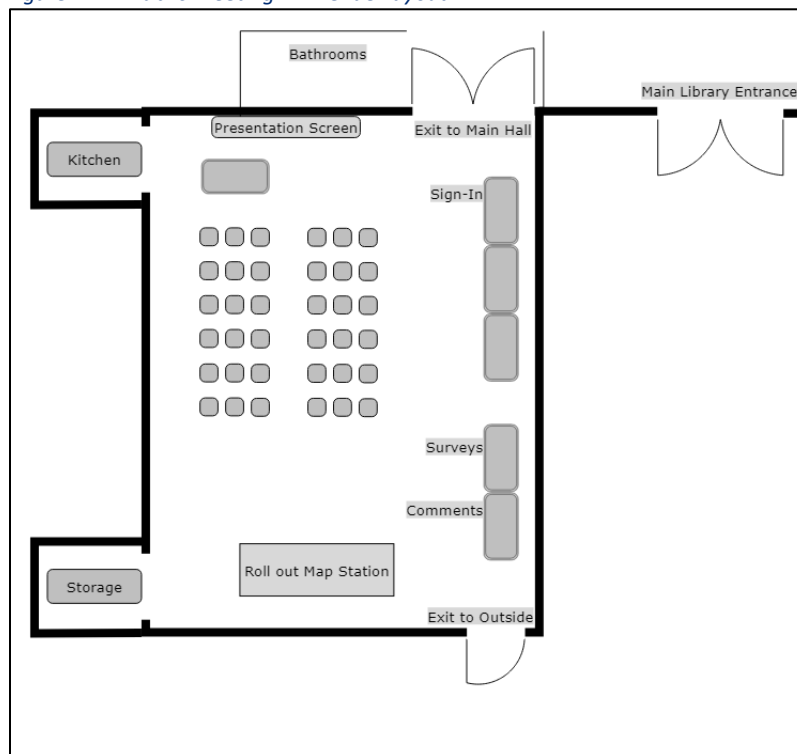 Bathrooms
Main Library Entrance
Presentation Screen
Exit to Main Hall
Kitchen
Sign-In
Surveys
Comments
Roll out Map Station
Storage
Exit to Outside